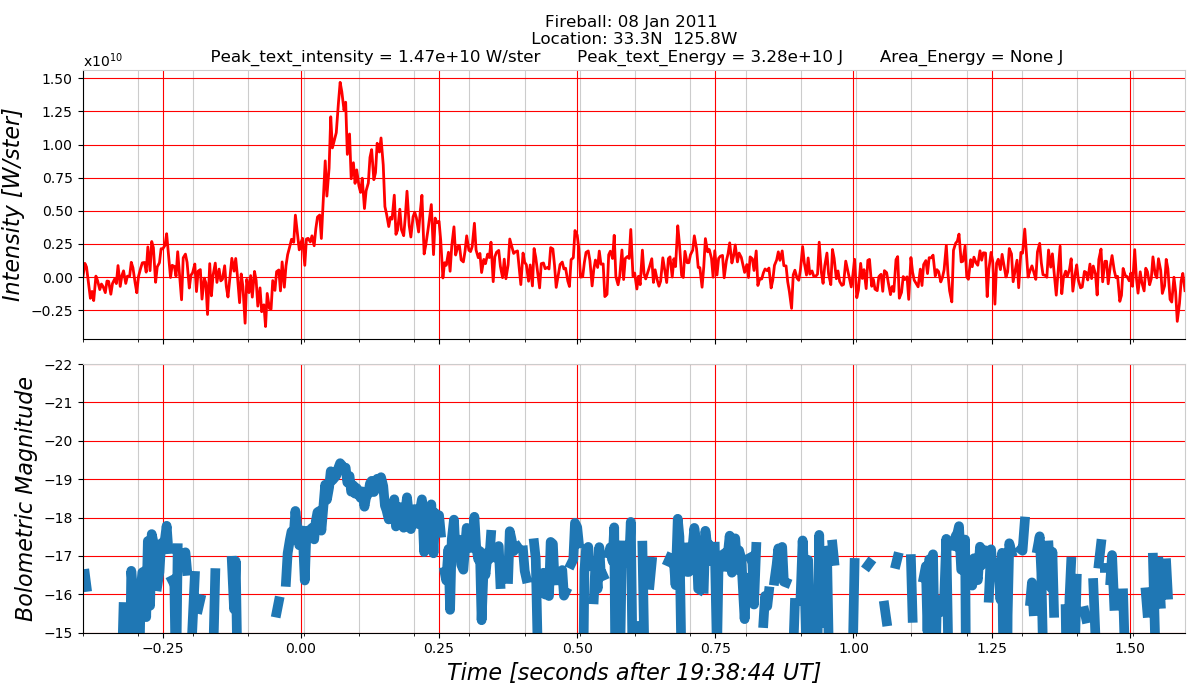 Fireball: 08 Jan 2011
Location: 33.3N  125.8W
Peak_text_intensity = 1.47e+10 W/ster       Peak_text_Energy = 3.28e+10 J       Area_Energy = None J
x10¹⁰
1.50
1.25
1.00
0.75
0.50
0.25
0.00
−0.25
Intensity [W/ster]
−22
−21
−20
−19
−18
−17
−16
−15
Bolometric Magnitude
−0.25 0.00 0.25 0.50 0.75 1.00 1.25 1.50
Time [seconds after 19:38:44 UT]